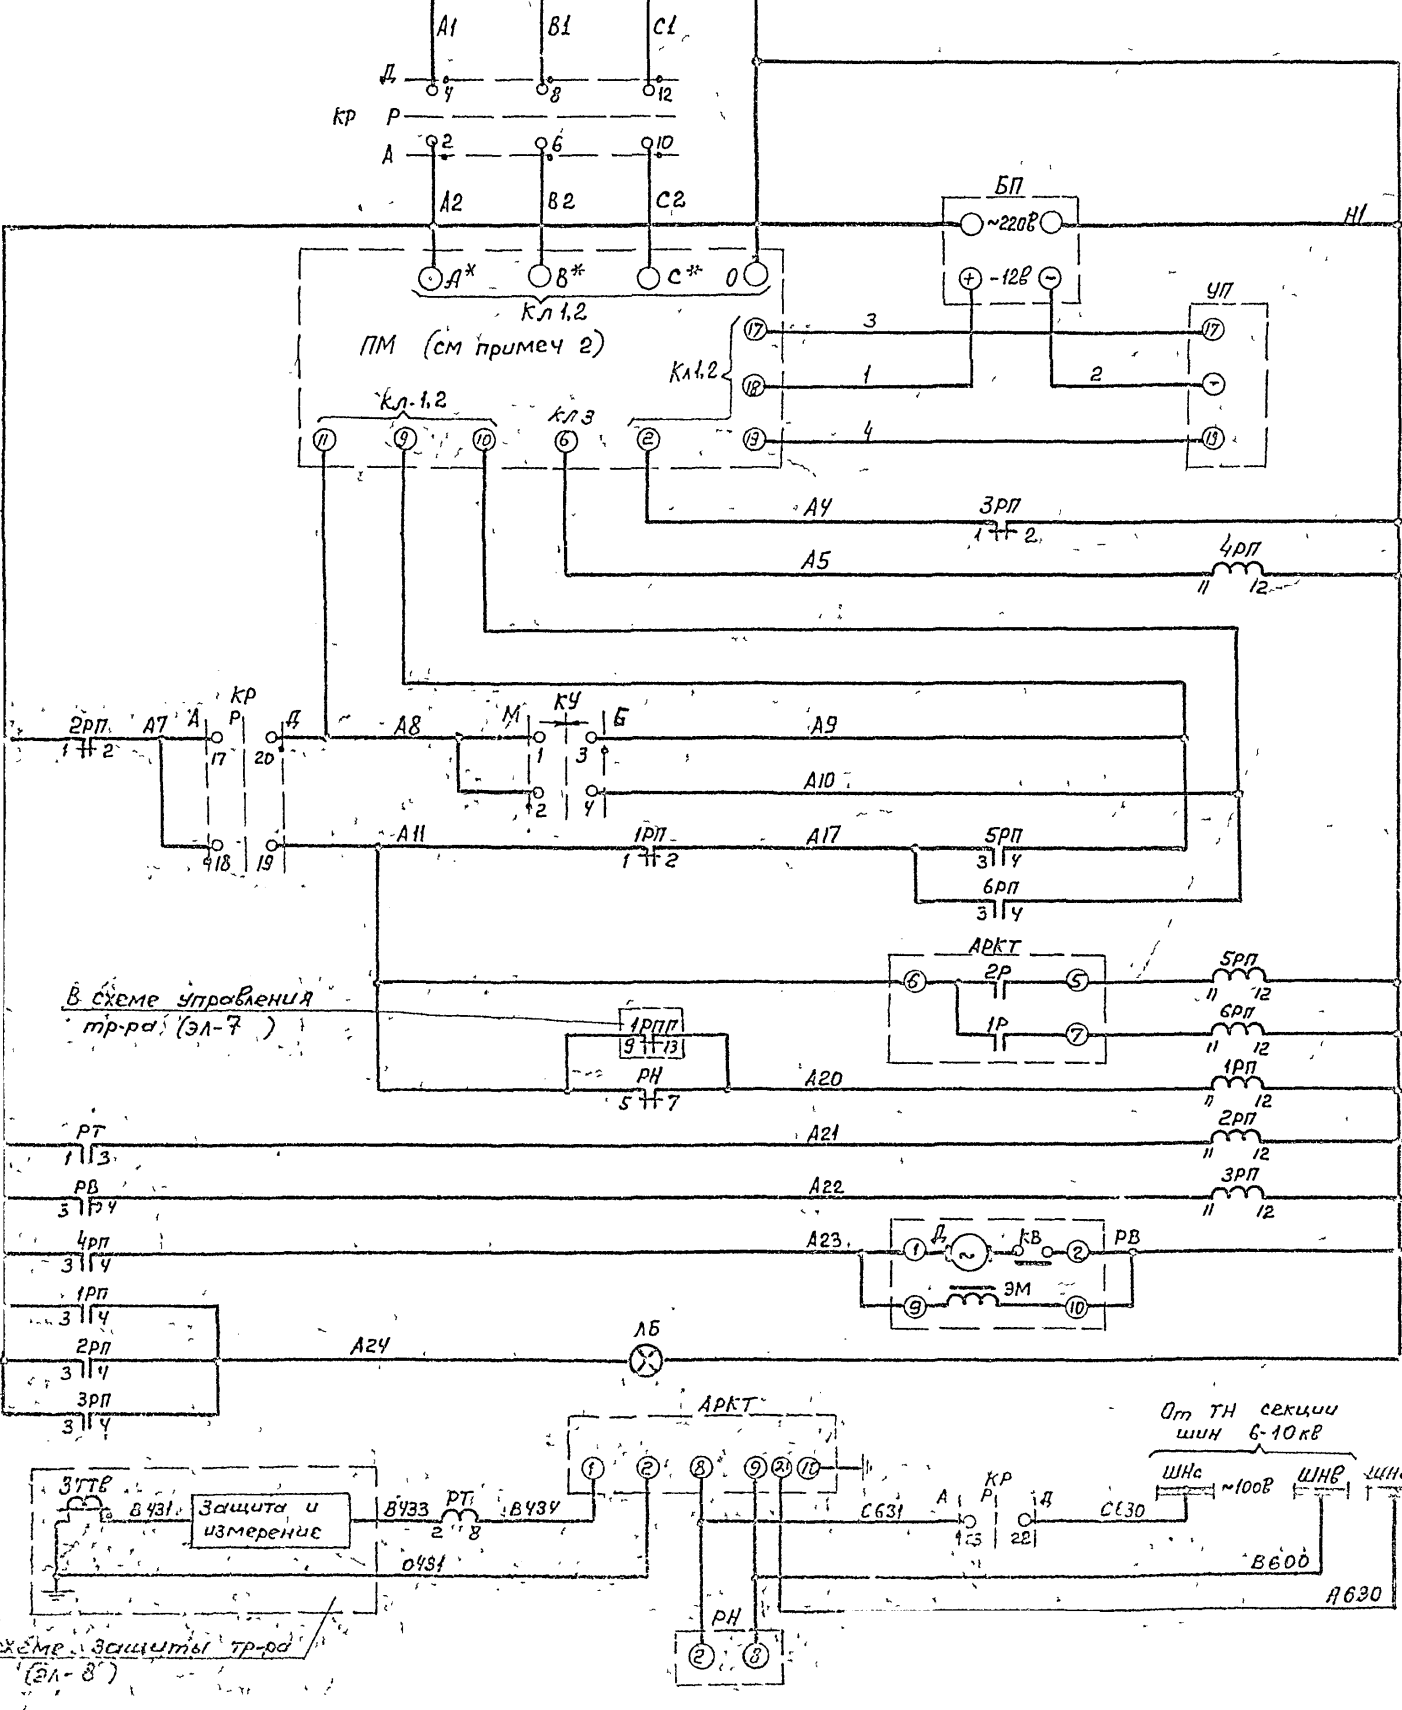 А1 В1 С1
Д 4 8 12
КР Р
2 6 10
А
А2 В2 С2
БП
~220в Н1
А* В* С* О + -12в -
Кл 1,2
УП
17 3 17
ПМ (см примеч 2)
Кл1,2 18 1 2 -
Кл-1,2 Кл 3
11 9 10 6 2 19 4 19
А4 3РП
1 2
А5 4РП
11 12
КР
2РП А7 А Р Д А8 М КУ Б А9
1 2 17 20 1 3
А10
2 4
А11 1РП А17 5РП
18 19 1 2 3 4
6РП
3 4
АРКТ
6 2Р 5 5РП
11 12
В схеме управления
тр-ра (ЭЛ-7 )
1РПП 1Р 7 6РП
9 13 11 12
РН А20 1РП
5 7 11 12
РТ А21 2РП
1 3 11 12
РВ А22 3РП
3 4 11 12
4РП А23 1 Д ~ КВ 2 РВ
3 4
1РП 9 ЭМ 10
3 4
2РП А24 ЛБ
3 4
3РП
3 4
АРКТ
От ТН секции
шин 6-10кв
1 2 8 9 21
3ТТВ КР ШНс ~100В ШНв
В431 Защита и В433 РТ В434 С631 А Р Д С630
измерение 2 8 22
О431 В600
А630
РН
2 8
схеме защиты тр-ра
(ЭЛ-8)